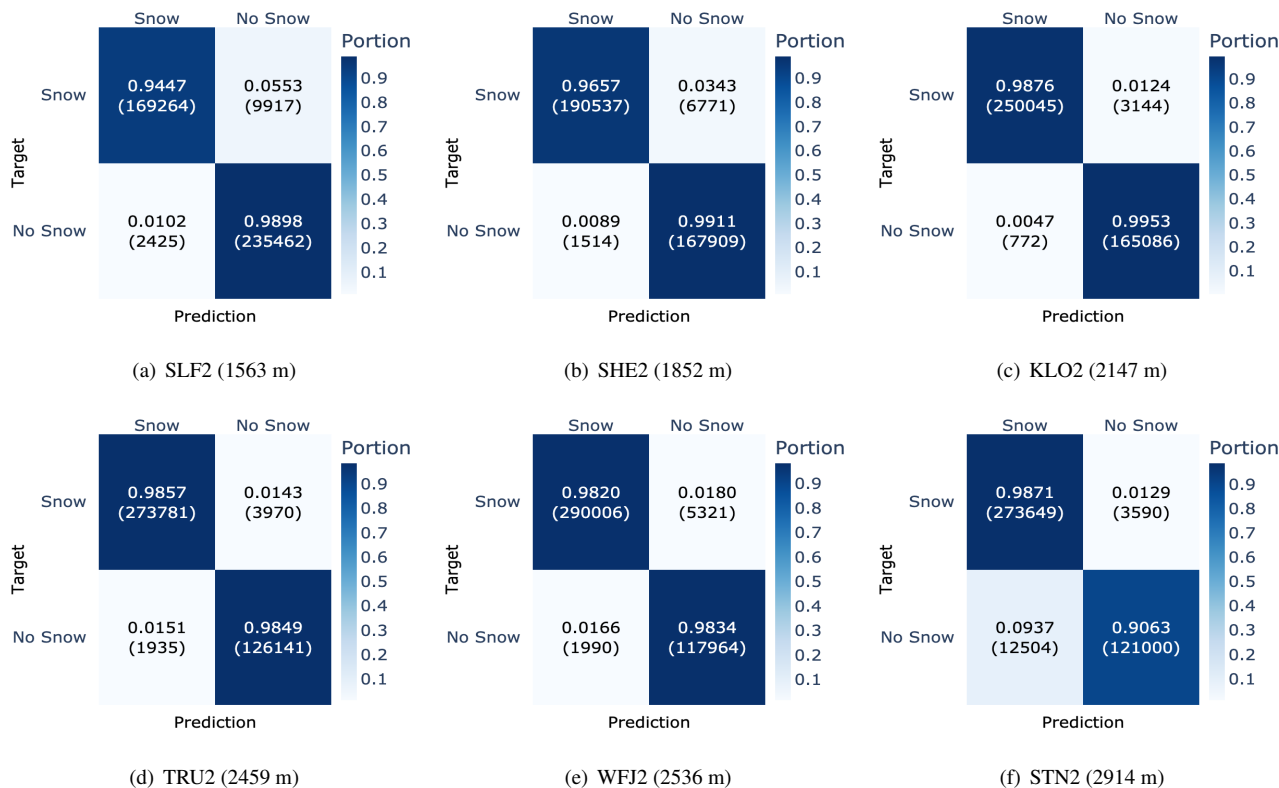 Snow No Snow
Portion
Target
Snow
0.9447 0.0553
(169264) (9917)
No Snow
0.0102 0.9898
(2425) (235462)
0.9
0.8
0.7
0.6
0.5
0.4
0.3
0.2
0.1
Prediction
(a) SLF2 (1563 m)
Snow No Snow
Portion
Target
Snow
0.9657 0.0343
(190537) (6771)
No Snow
0.0089 0.9911
(1514) (167909)
0.9
0.8
0.7
0.6
0.5
0.4
0.3
0.2
0.1
Prediction
(b) SHE2 (1852 m)
Snow No Snow
Portion
Target
Snow
0.9876 0.0124
(250045) (3144)
No Snow
0.0047 0.9953
(772) (165086)
0.9
0.8
0.7
0.6
0.5
0.4
0.3
0.2
0.1
Prediction
(c) KLO2 (2147 m)
Snow No Snow
Portion
Target
Snow
0.9857 0.0143
(273781) (3970)
No Snow
0.0151 0.9849
(1935) (126141)
0.9
0.8
0.7
0.6
0.5
0.4
0.3
0.2
0.1
Prediction
(d) TRU2 (2459 m)
Snow No Snow
Portion
Target
Snow
0.9820 0.0180
(290006) (5321)
No Snow
0.0166 0.9834
(1990) (117964)
0.9
0.8
0.7
0.6
0.5
0.4
0.3
0.2
0.1
Prediction
(e) WFJ2 (2536 m)
Snow No Snow
Portion
Target
Snow
0.9871 0.0129
(273649) (3590)
No Snow
0.0937 0.9063
(12504) (121000)
0.9
0.8
0.7
0.6
0.5
0.4
0.3
0.2
0.1
Prediction
(f) STN2 (2914 m)